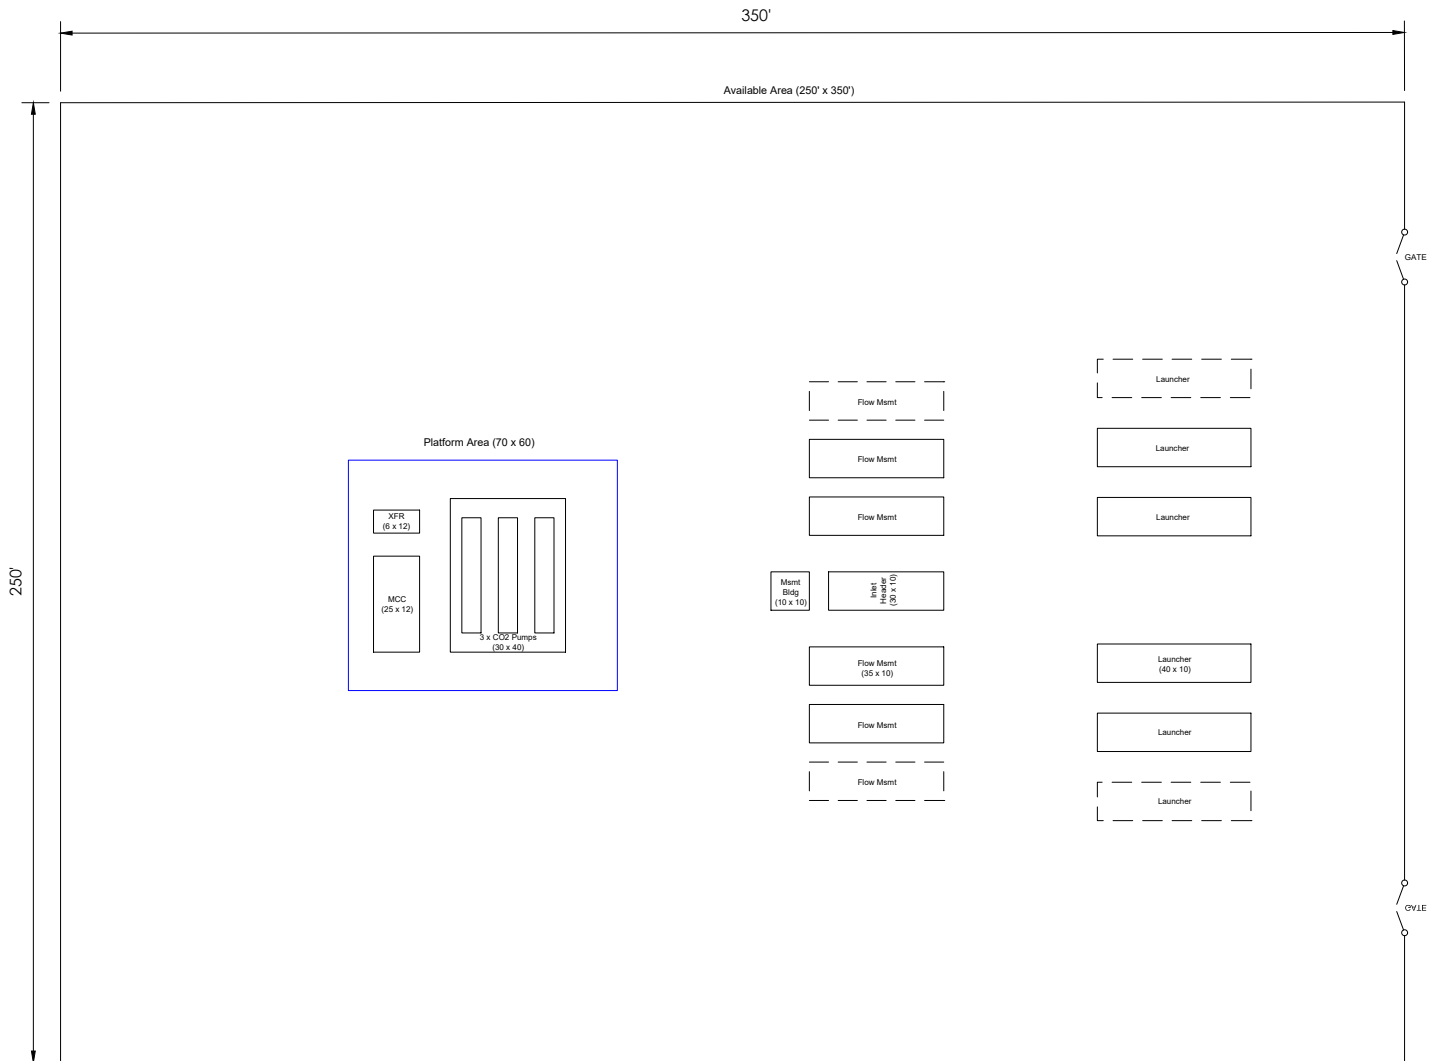 350'
Available Area (250' x 350')
GATE
Launcher
Flow Msmt
Launcher
Platform Area (70 x 60)
Flow Msmt
XFR
(6 x 12)
Flow Msmt
Launcher
250'
MCC
(25 x 12)
Msmt
Bldg
(10 x 10)
Inlet
Header
(30 x 10)
3 x CO2 Pumps
(30 x 40)
Flow Msmt
(35 x 10)
Launcher
(40 x 10)
Flow Msmt
Launcher
Flow Msmt
Launcher
GATE